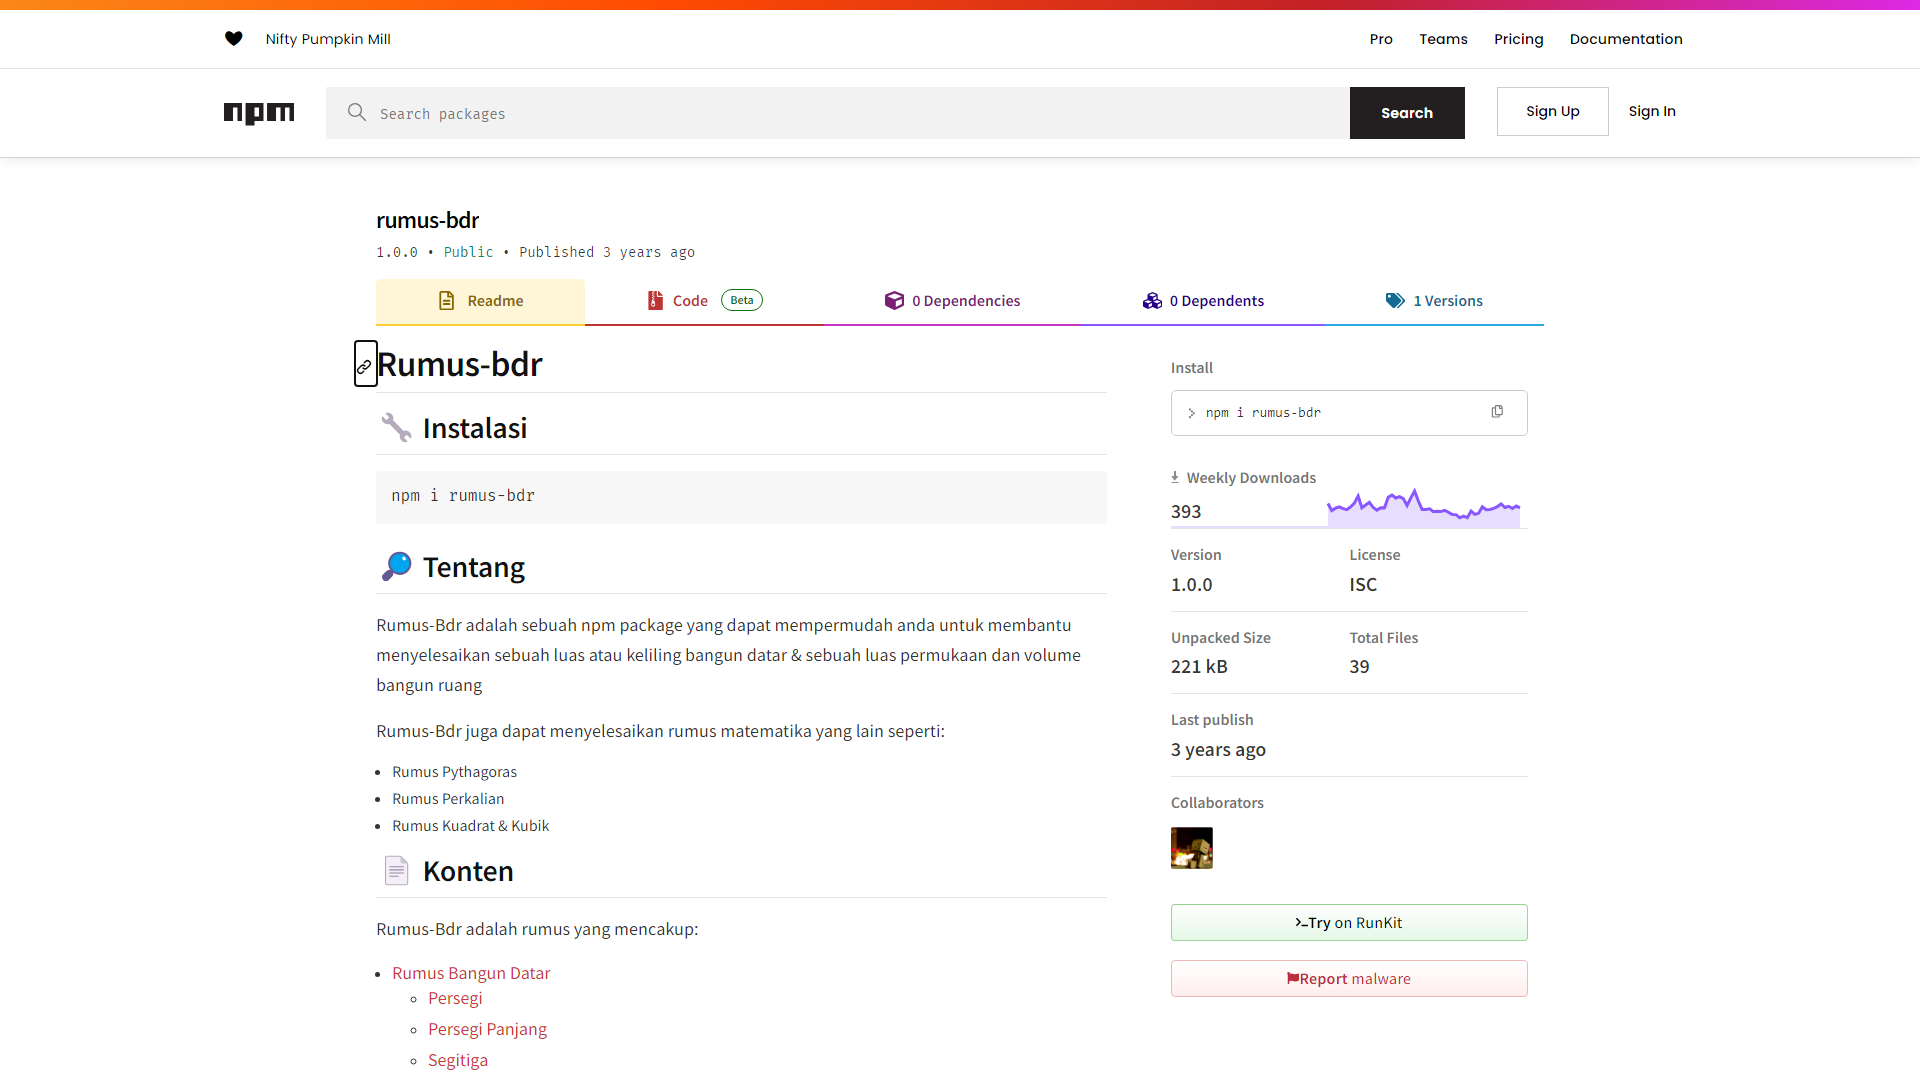 Nifty Pumpkin Mill
Pro Teams Pricing Documentation
npm
Search packages
Search
Sign Up
Sign In
rumus-bdr
1.0.0 • Public • Published 3 years ago
Readme
Code Beta
0 Dependencies
0 Dependents
1 Versions
Rumus-bdr
Instalasi
npm i rumus-bdr
Tentang
Rumus-Bdr adalah sebuah npm package yang dapat mempermudah anda untuk membantu
menyelesaikan sebuah luas atau keliling bangun datar & sebuah luas permukaan dan volume
bangun ruang
Rumus-Bdr juga dapat menyelesaikan rumus matematika yang lain seperti:
Rumus Pythagoras
Rumus Perkalian
Rumus Kuadrat & Kubik
Konten
Rumus-Bdr adalah rumus yang mencakup:
Rumus Bangun Datar
Persegi
Persegi Panjang
Segitiga
Install
npm i rumus-bdr
Weekly Downloads
393
Version
1.0.0
License
ISC
Unpacked Size
221 kB
Total Files
39
Last publish
3 years ago
Collaborators
Try on RunKit
Report malware